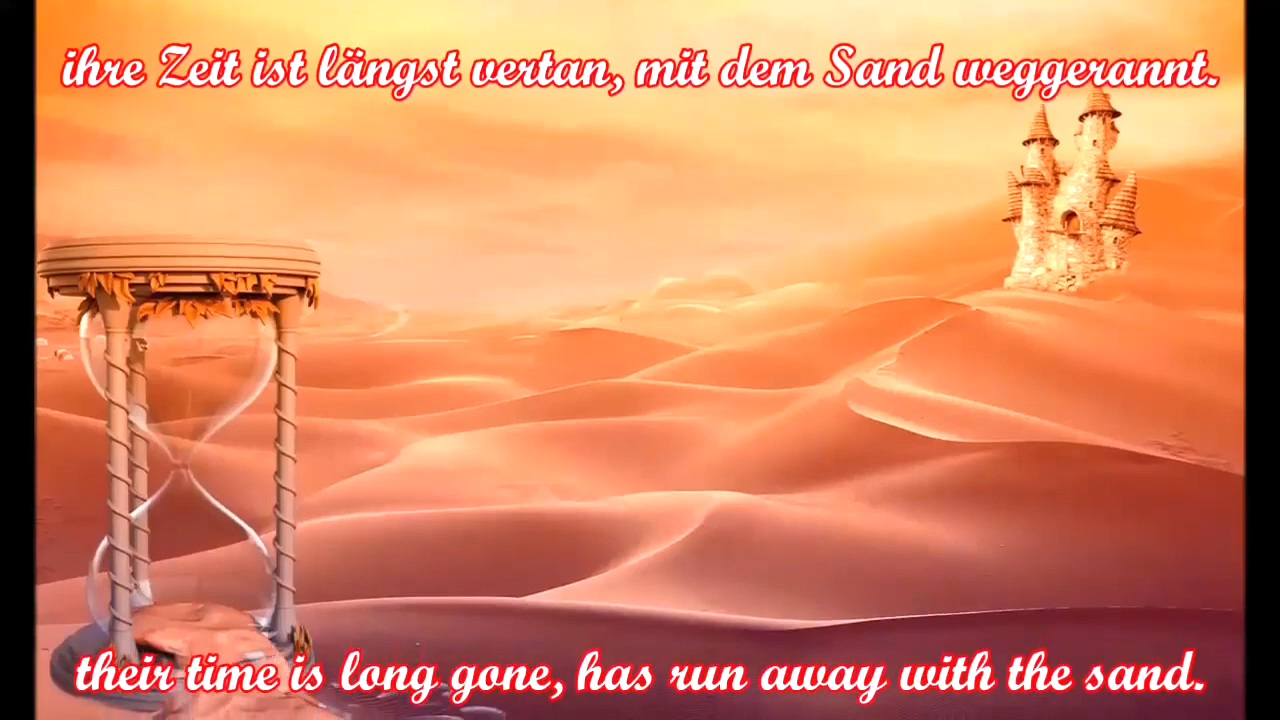 ihre Zeit ist längst vertan, mit dem Sand weggerannt.
their time is long gone, has run away with the sand.